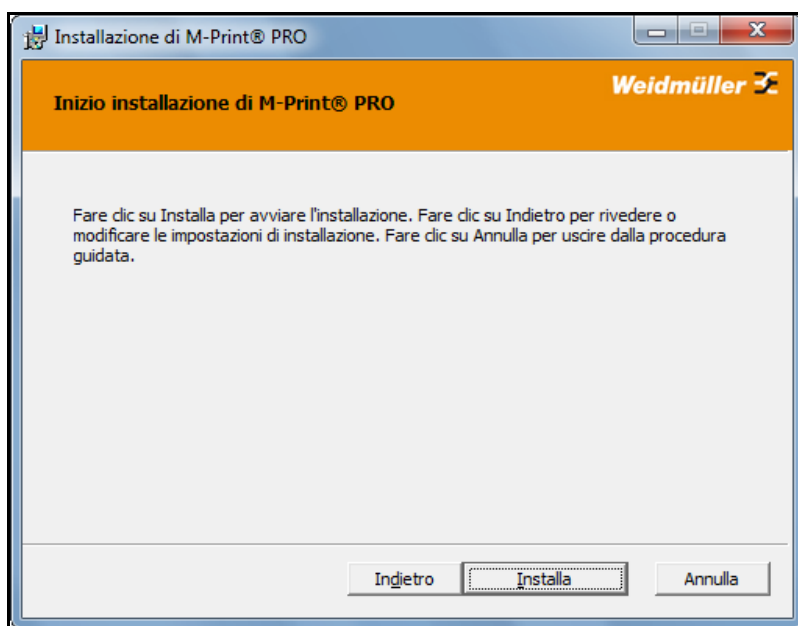 Installazione di M-Print® PRO
Weidmüller
Inizio installazione di M-Print® PRO
Fare clic su Installa per avviare l'installazione. Fare clic su Indietro per rivedere o
modificare le impostazioni di installazione. Fare clic su Annulla per uscire dalla procedura
guidata.
Indietro Installa Annulla